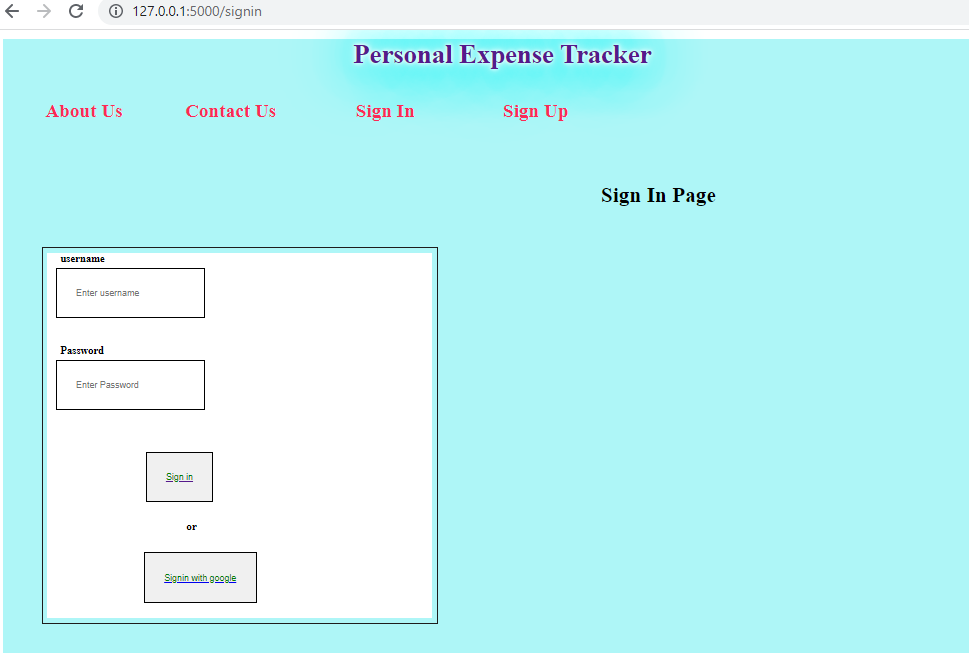 127.0.0.1:5000/signin
Personal Expense Tracker
About Us Contact Us Sign In Sign Up
Sign In Page
username
Enter username
Password
Enter Password
Sign in
or
Signin with google